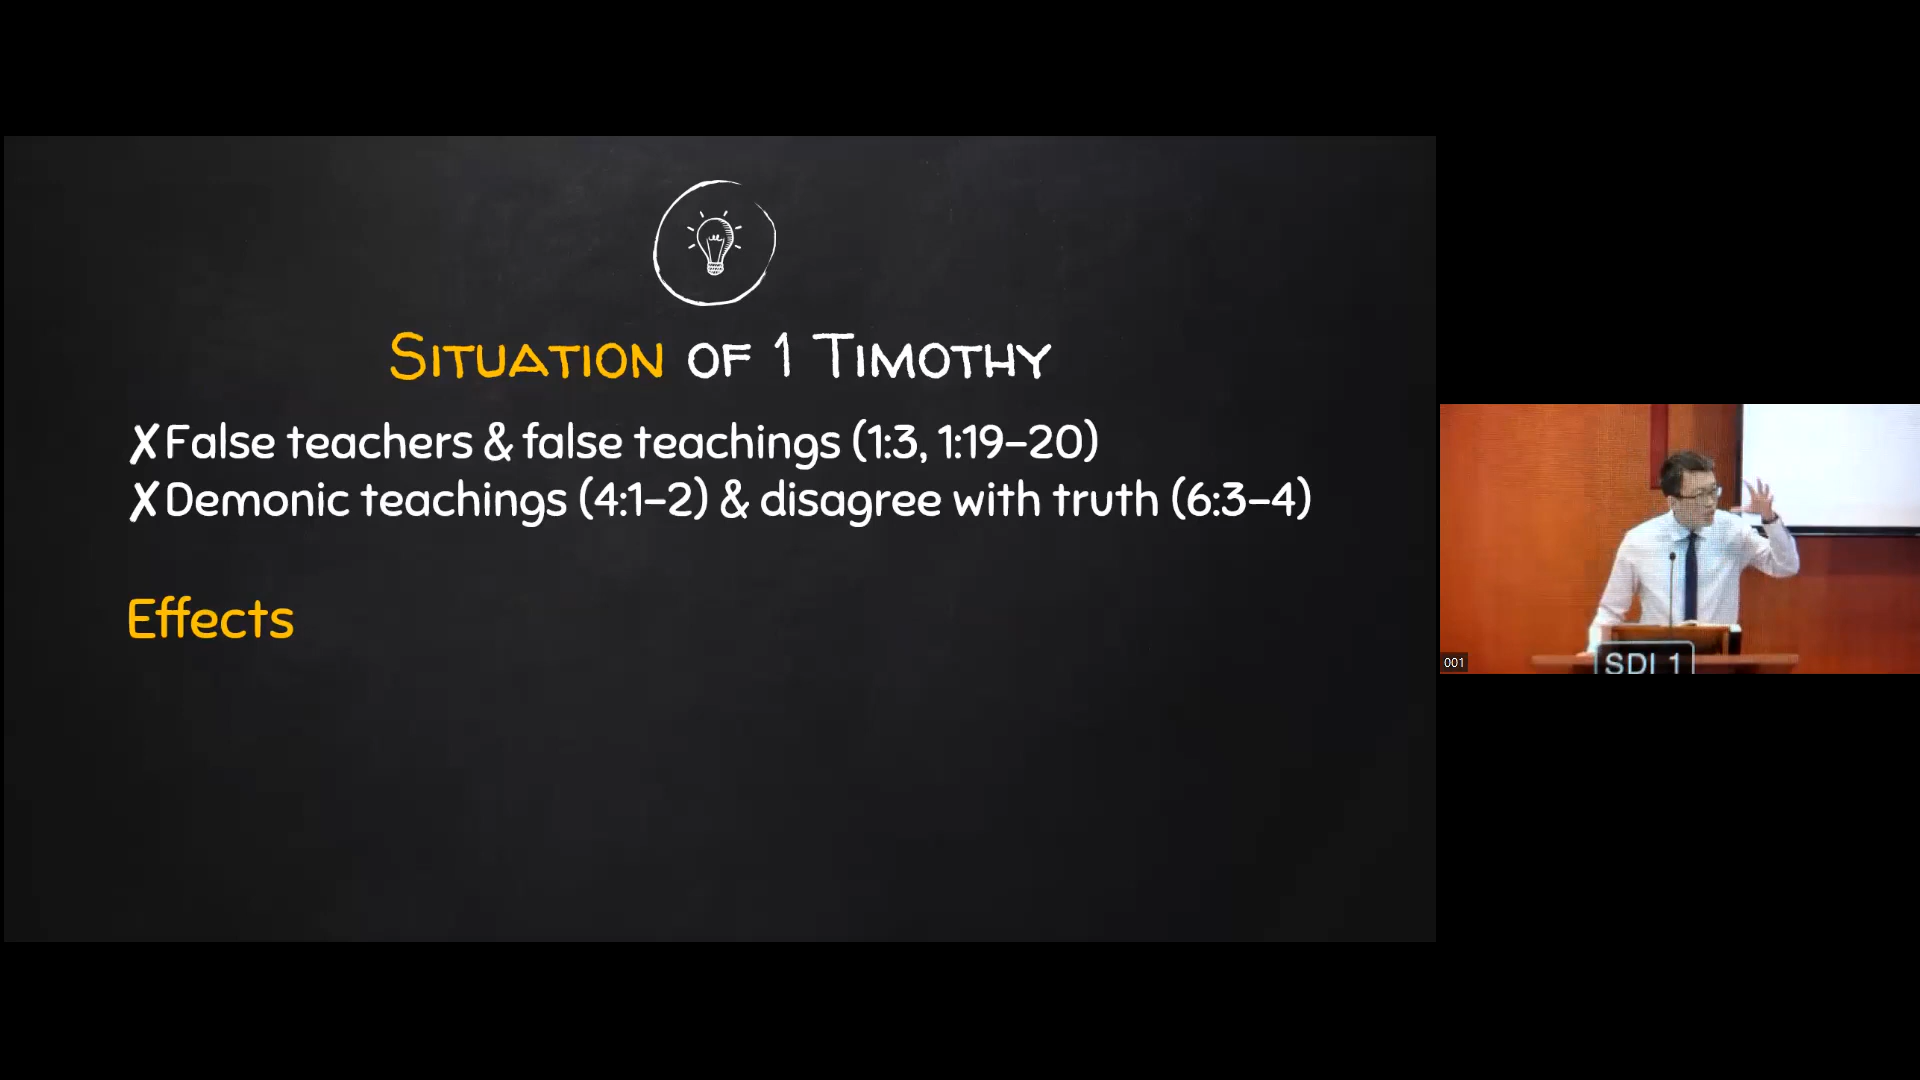 Situation of 1 Timothy
✗False teachers & false teachings (1:3, 1:19–20)
✗Demonic teachings (4:1–2) & disagree with truth (6:3–4)
Effects
001
SDI 1